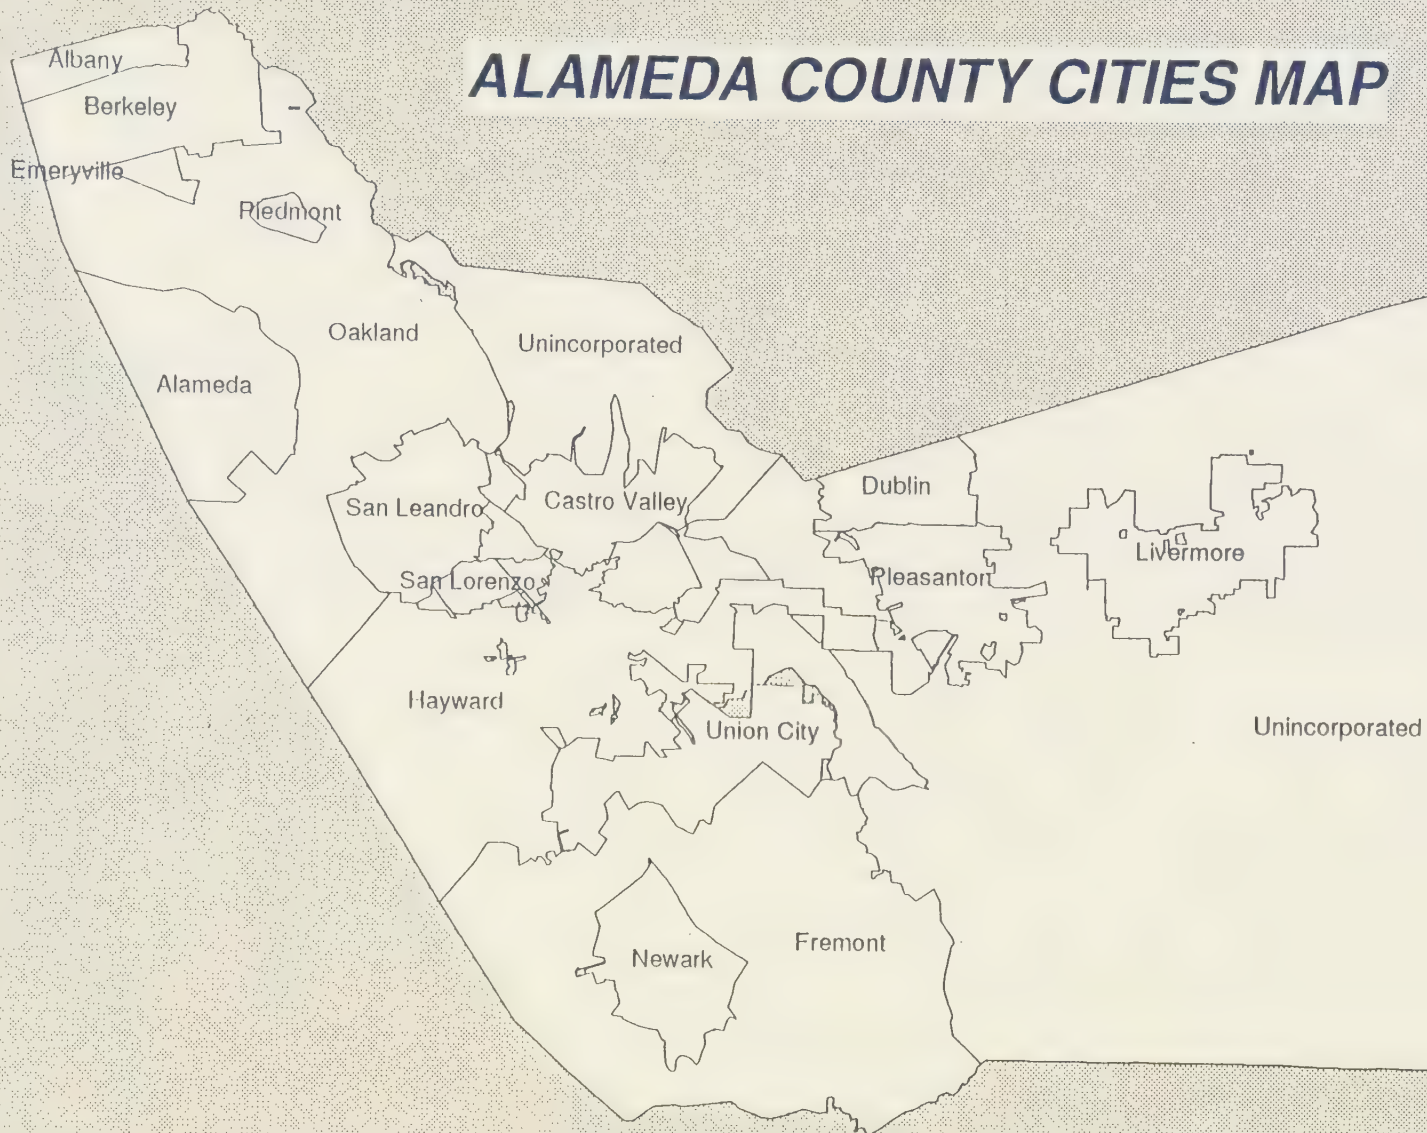 ALAMEDA COUNTY CITIES MAP
Albany
Berkeley
Emeryville
Piedmont
Oakland
Unincorporated
Alameda
San Leandro
Castro Valley
Dublin
Livermore
San Lorenzo
Pleasanton
Hayward
Union City
Unincorporated
Fremont
Newark